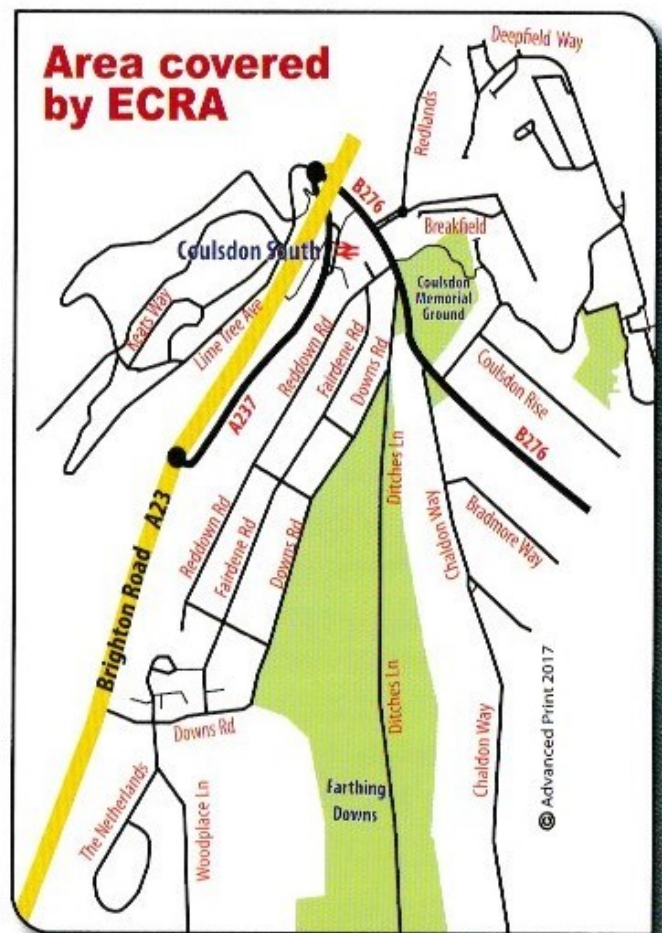 Area covered
by ECRA
Deepfield Way
Redlands
B276
Breakfield
Coulsdon South
Coulsdon
Memorial
Ground
Keats Way
Lime Tree Ave
Reddown Rd
Fairdene Rd
Downs Rd
A237
Coulsdon Rise
B276
Ditches Ln
Chaldon Way
Bradmore Way
Brighton Road A23
Reddown Rd
Fairdene Rd
Downs Rd
Ditches Ln
Downs Rd
Chaldon Way
The Netherlands
Woodplace Ln
Farthing
Downs
© Advanced Print 2017